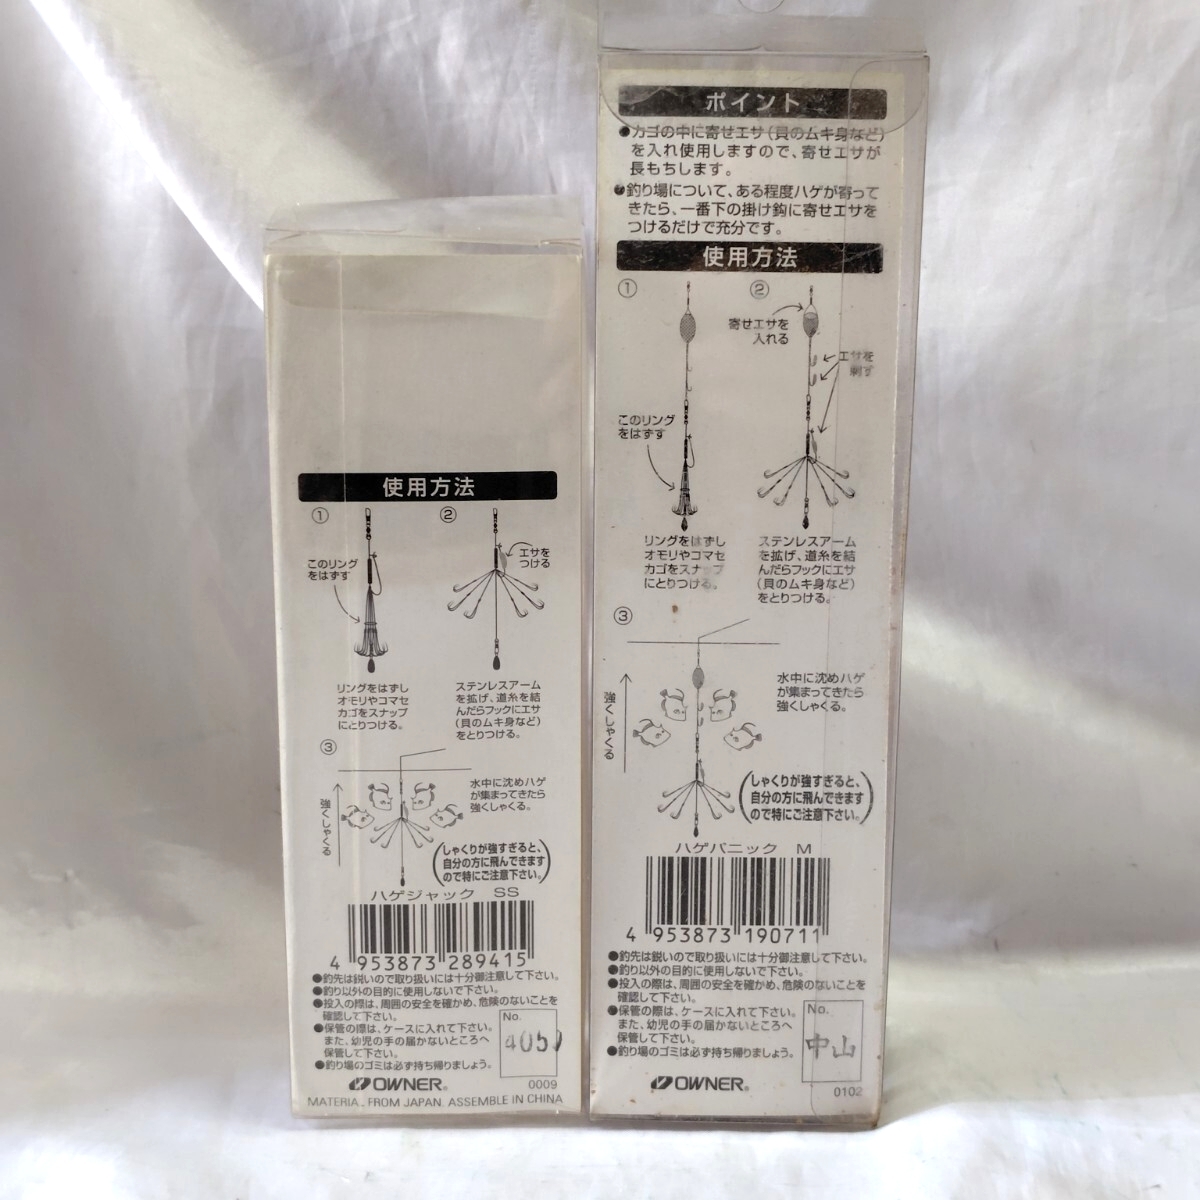 使用方法
①
②
このリング
をはずす
エサを
つける
リングをはずし
オモリやコマセ
カゴをスナップ
にとりつける。
ステンレスアーム
を拡げ、道糸を結
んだらフックにエサ
(貝のムキ身など)
をとりつける。
③
強くしゃくる
水中に沈めハゲ
が集まってきたら
強くしゃくる。
(しゃくりが強すぎると、
自分の方に飛んできます
ので特にご注意下さい。)
ハゲジャック SS
4 953873 289415
●釣先は鋭いので取り扱いには十分御注意して下さい。
●釣り以外の目的に使用しないで下さい。
●投入の際は、周囲の安全を確かめ、危険のないことを
確認して下さい。
●保管の際は、ケースに入れて下さい。
また、幼児の手の届かないところへ
保管して下さい。
●釣り場のゴミは必ず持ち帰りましょう。
No.
OWNER®
0009
MATERIAL FROM JAPAN. ASSEMBLE IN CHINA
ポイント
●カゴの中に寄せエサ(貝のムキ身など)
を入れ使用しますので、寄せエサが
長もちします。
●釣り場について、ある程度ハゲが寄って
きたら、一番下の掛け鈎に寄せエサを
つけるだけで充分です。
使用方法
①
②
寄せエサを
入れる
エサを
刺す
このリング
をはずす
リングをはずし
オモリやコマセ
カゴをスナップ
にとりつける。
ステンレスアーム
を拡げ、道糸を結
んだらフックにエサ
(貝のムキ身など)
をとりつける。
③
強くしゃくる
水中に沈めハゲ
が集まってきたら
強くしゃくる。
(しゃくりが強すぎると、
自分の方に飛んできます
ので特にご注意下さい。)
ハゲパニック M
4 953873 190711
●釣先は鋭いので取り扱いには十分御注意して下さい。
●釣り以外の目的に使用しないで下さい。
●投入の際は、周囲の安全を確かめ、危険のないことを
確認して下さい。
●保管の際は、ケースに入れて下さい。
また、幼児の手の届かないところへ
保管して下さい。
●釣り場のゴミは必ず持ち帰りましょう。
No.
中山
OWNER®
0102